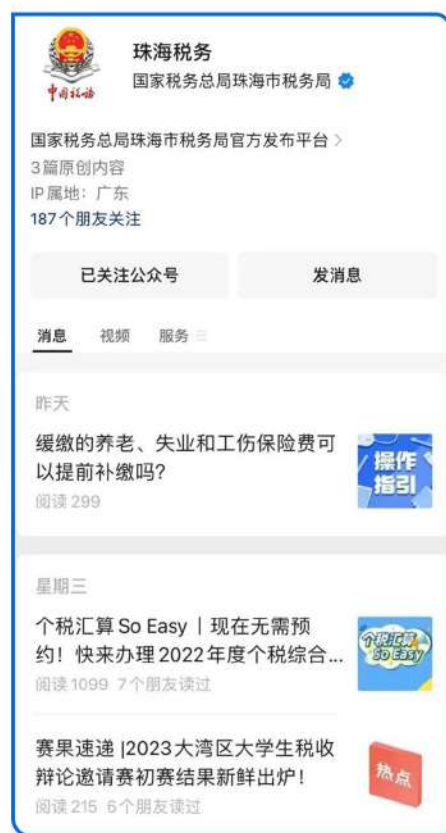 珠海税务
国家税务总局珠海市税务局
中国税务
国家税务总局珠海市税务局官方发布平台 >
3篇原创内容
IP属地：广东
187个朋友关注
已关注公众号
发消息
消息 视频 服务
昨天
缓缴的养老、失业和工伤保险费可
以提前补缴吗？
阅读 299
操作
指引
星期三
个税汇算 So Easy丨现在无需预
约！快来办理2022年度个税综合...
阅读 1099 7个朋友读过
个税汇算
So Easy
赛果速递 |2023大湾区大学生税收
辩论邀请赛初赛结果新鲜出炉！
阅读 215 6个朋友读过
热点